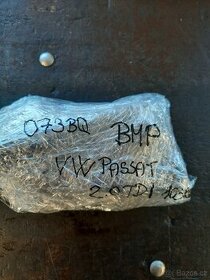 073BQ BMP
VW PASSAT
2.0TDI
Bazos.cz